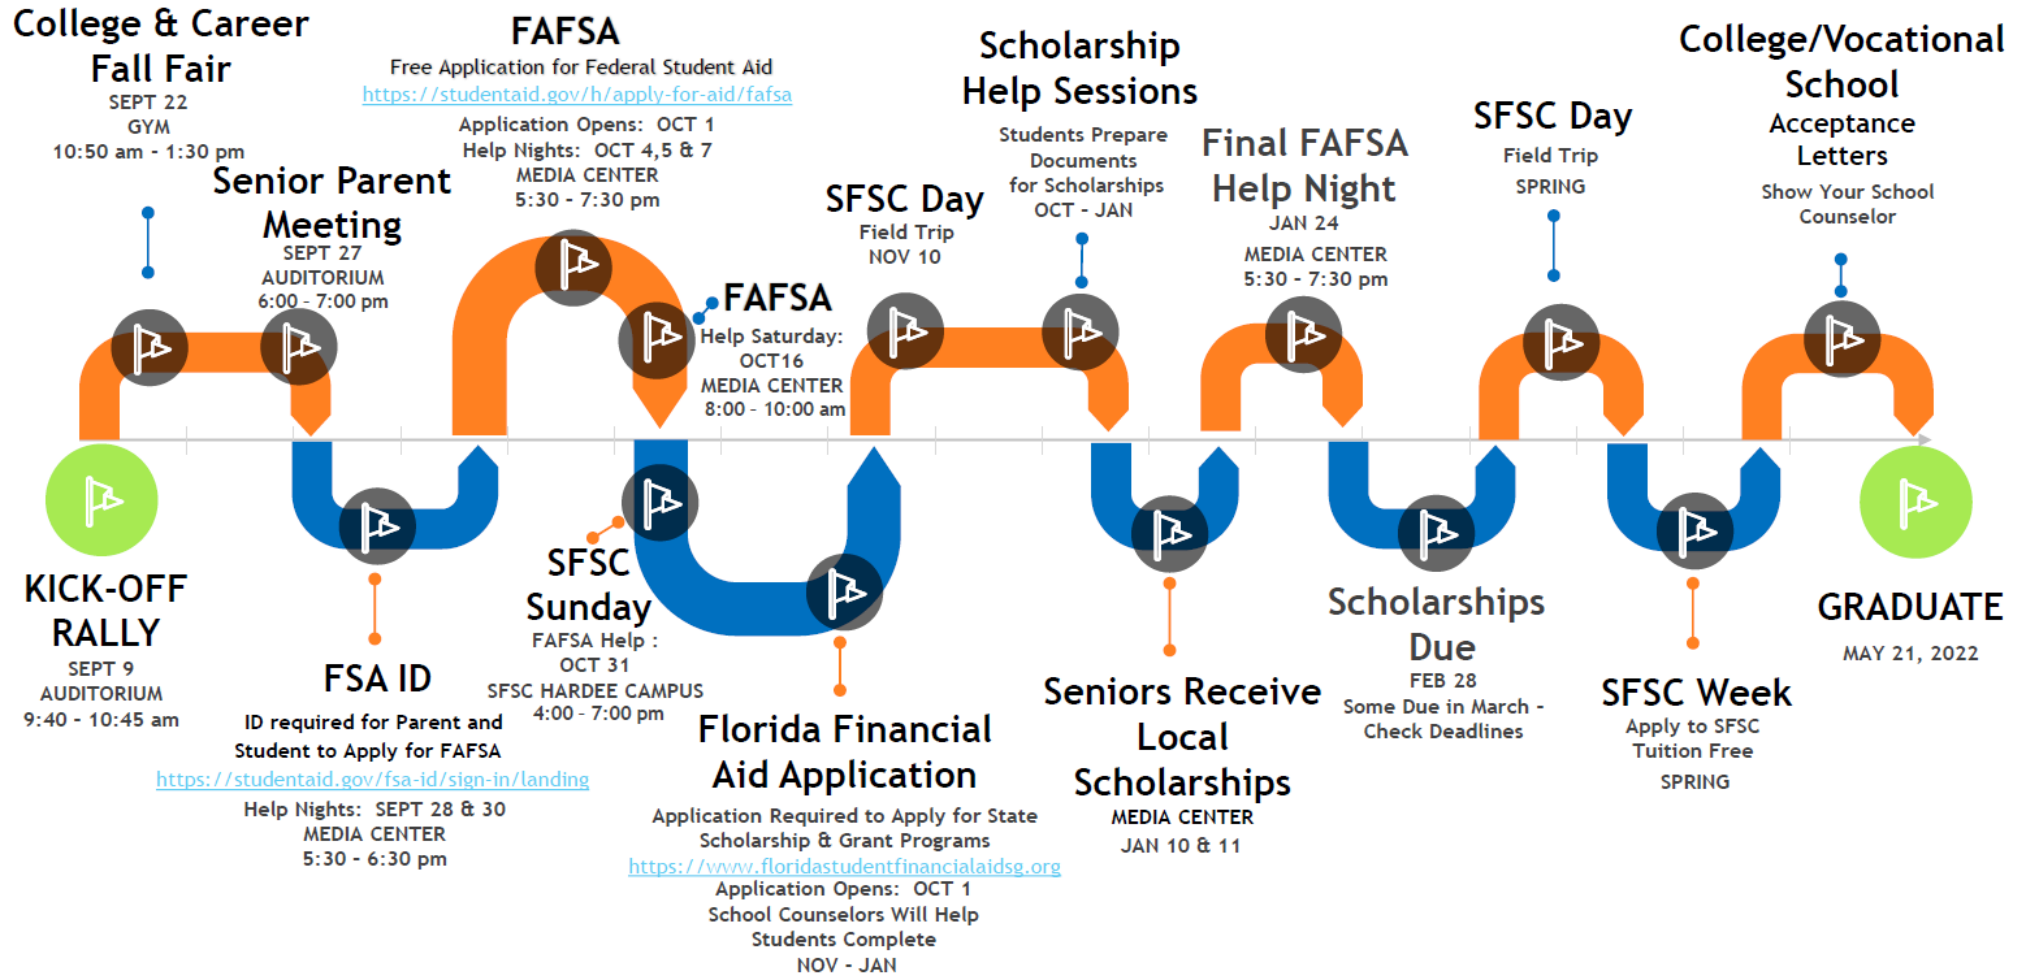 College & Career
Fall Fair
SEPT 22
GYM
10:50 am - 1:30 pm
Senior Parent
Meeting
SEPT 27
AUDITORIUM
6:00 - 7:00 pm
FAFSA
Free Application for Federal Student Aid
https://studentaid.gov/h/apply-for-aid/fafsa
Application Opens: OCT 1
Help Nights: OCT 4,5 & 7
MEDIA CENTER
5:30 - 7:30 pm
FAFSA
Help Saturday:
OCT16
MEDIA CENTER
8:00 - 10:00 am
SFSC Day
Field Trip
NOV 10
Scholarship
Help Sessions
Students Prepare
Documents
for Scholarships
OCT - JAN
Final FAFSA
Help Night
JAN 24
MEDIA CENTER
5:30 - 7:30 pm
SFSC Day
Field Trip
SPRING
College/Vocational
School
Acceptance
Letters
Show Your School
Counselor
KICK-OFF
RALLY
SEPT 9
AUDITORIUM
9:40 - 10:45 am
FSA ID
ID required for Parent and
Student to Apply for FAFSA
https://studentaid.gov/fsa-id/sign-in/landing
Help Nights: SEPT 28 & 30
MEDIA CENTER
5:30 - 6:30 pm
SFSC
Sunday
FAFSA Help :
OCT 31
SFSC HARDEE CAMPUS
4:00 - 7:00 pm
Florida Financial
Aid Application
Application Required to Apply for State
Scholarship & Grant Programs
https://www.floridastudentfinancialaidsg.org
Application Opens: OCT 1
School Counselors Will Help
Students Complete
NOV - JAN
Seniors Receive
Local
Scholarships
MEDIA CENTER
JAN 10 & 11
Scholarships
Due
FEB 28
Some Due in March -
Check Deadlines
SFSC Week
Apply to SFSC
Tuition Free
SPRING
GRADUATE
MAY 21, 2022